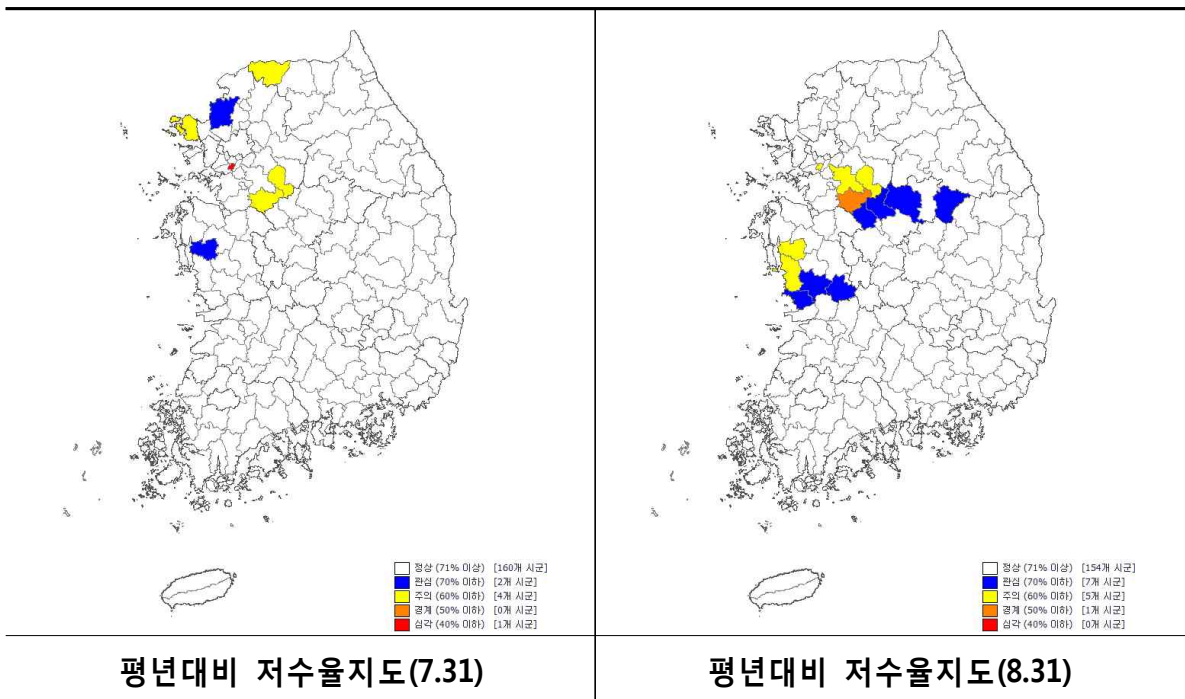 정상 (71% 이상) [160개 시군]
관심 (70% 이하) [2개 시군]
주의 (60% 이하) [4개 시군]
경계 (50% 이하) [0개 시군]
심각 (40% 이하) [1개 시군]
평년대비 저수율지도(7.31)
정상 (71% 이상) [154개 시군]
관심 (70% 이하) [7개 시군]
주의 (60% 이하) [5개 시군]
경계 (50% 이하) [1개 시군]
심각 (40% 이하) [0개 시군]
평년대비 저수율지도(8.31)